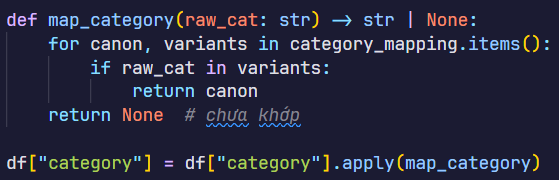 def map_category(raw_cat: str) -> str | None:
    for canon, variants in category_mapping.items():
        if raw_cat in variants:
            return canon
    return None  # chưa khớp
df["category"] = df["category"].apply(map_category)